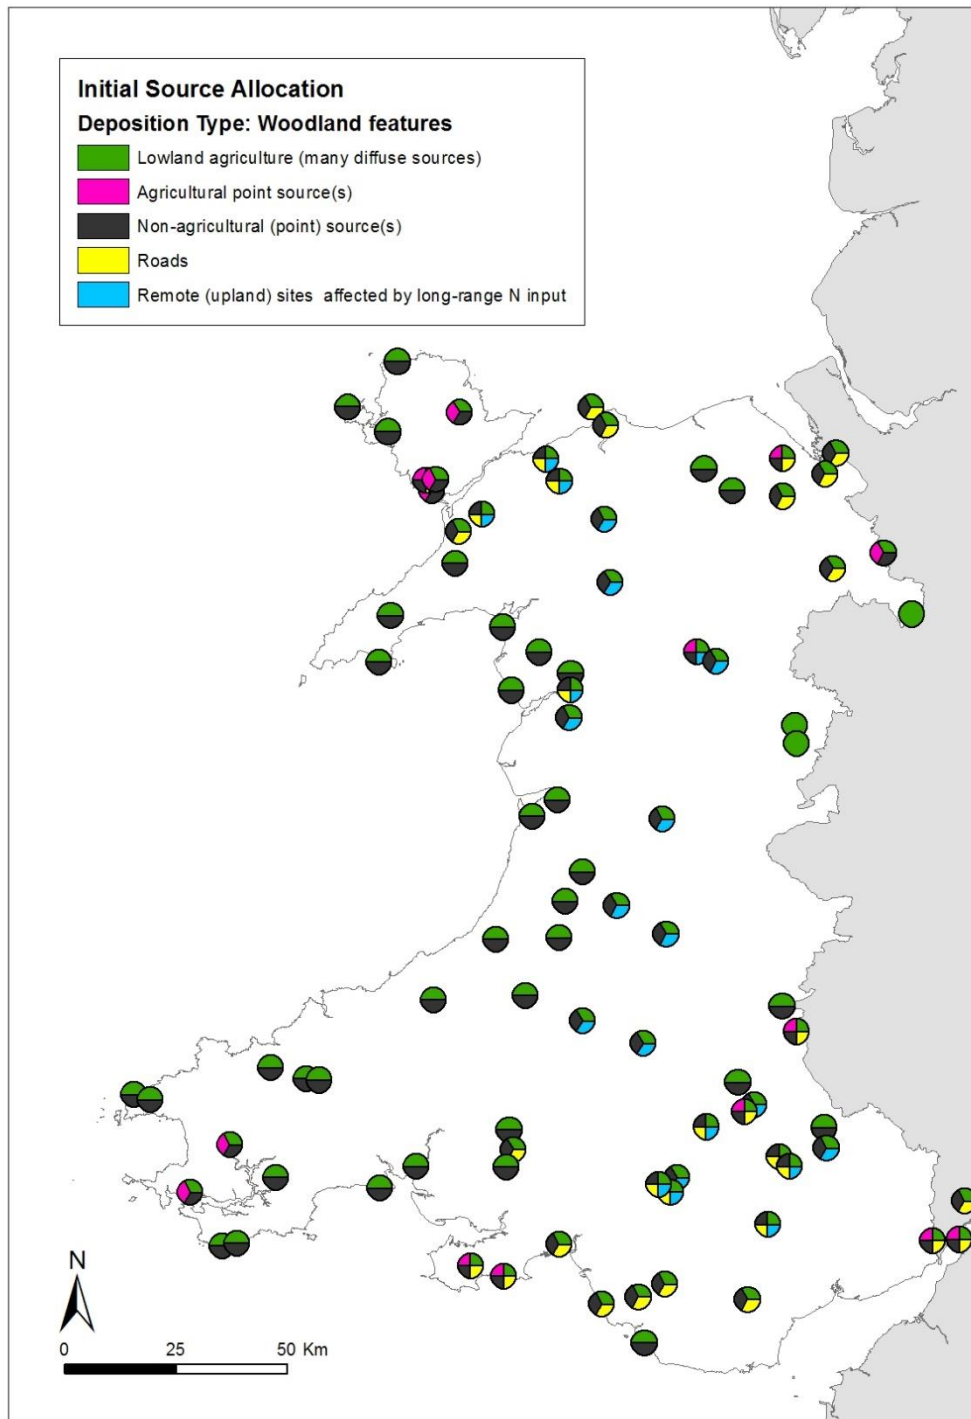 Initial Source Allocation
Deposition Type: Woodland features
Lowland agriculture (many diffuse sources)
Agricultural point source(s)
Non-agricultural (point) source(s)
Roads
Remote (upland) sites affected by long-range N input
N
0 25 50 Km